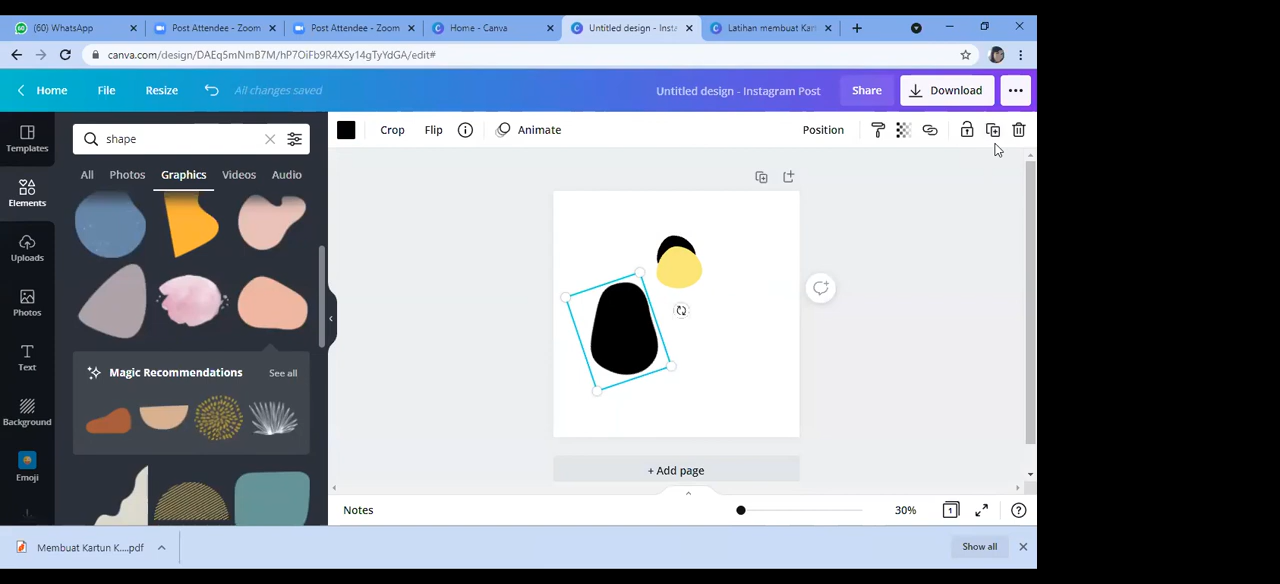 (60) WhatsApp
Post Attendee - Zoom
Post Attendee - Zoom
Home - Canva
Untitled design - Insta
Latihan membuat Kar
canva.com/design/DAEq5mNmB7M/hP7OiFb9R4XSy14gTyYdGA/edit#
Home
File
Resize
All changes saved
Untitled design - Instagram Post
Share
Download
Templates
Elements
Uploads
Photos
Text
Background
Emoji
shape
All
Photos
Graphics
Videos
Audio
Magic Recommendations
See all
Crop
Flip
Animate
Position
+ Add page
Notes
30%
1
Membuat Kartun K....pdf
Show all